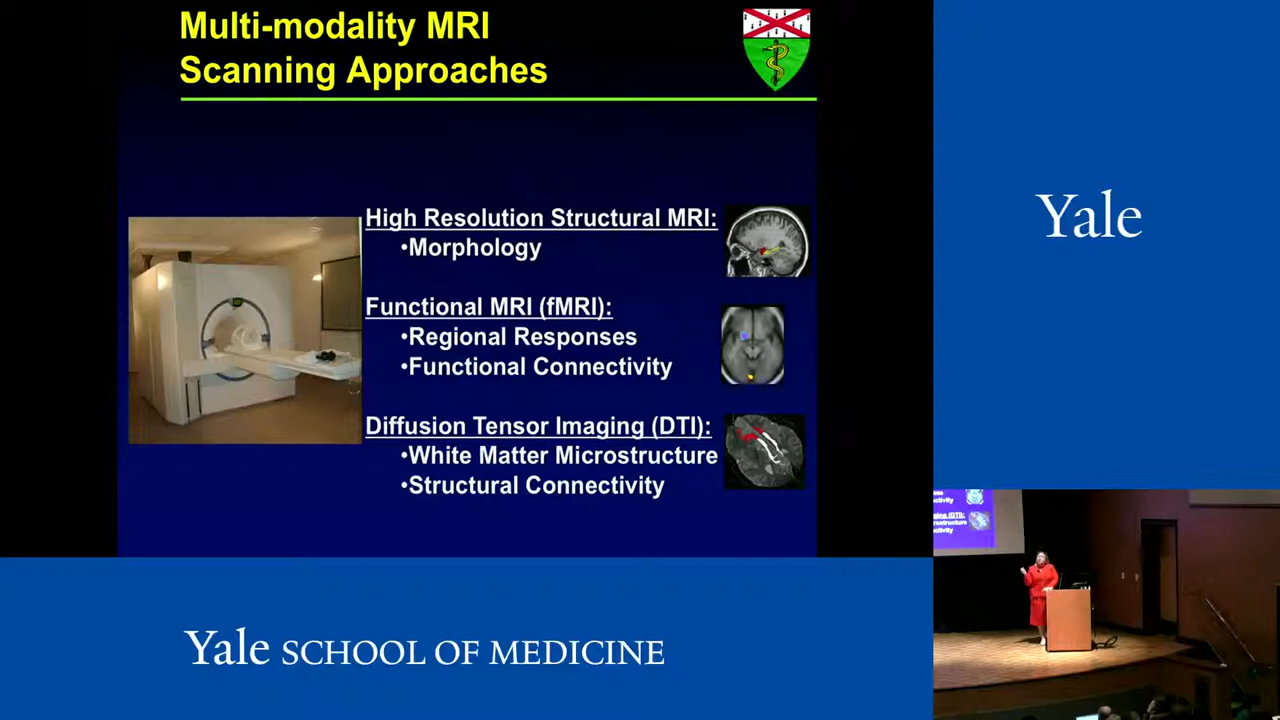 Multi-modality MRI
Scanning Approaches
High Resolution Structural MRI:
•Morphology
Functional MRI (fMRI):
•Regional Responses
•Functional Connectivity
Diffusion Tensor Imaging (DTI):
•White Matter Microstructure
•Structural Connectivity
Yale
Yale SCHOOL OF MEDICINE